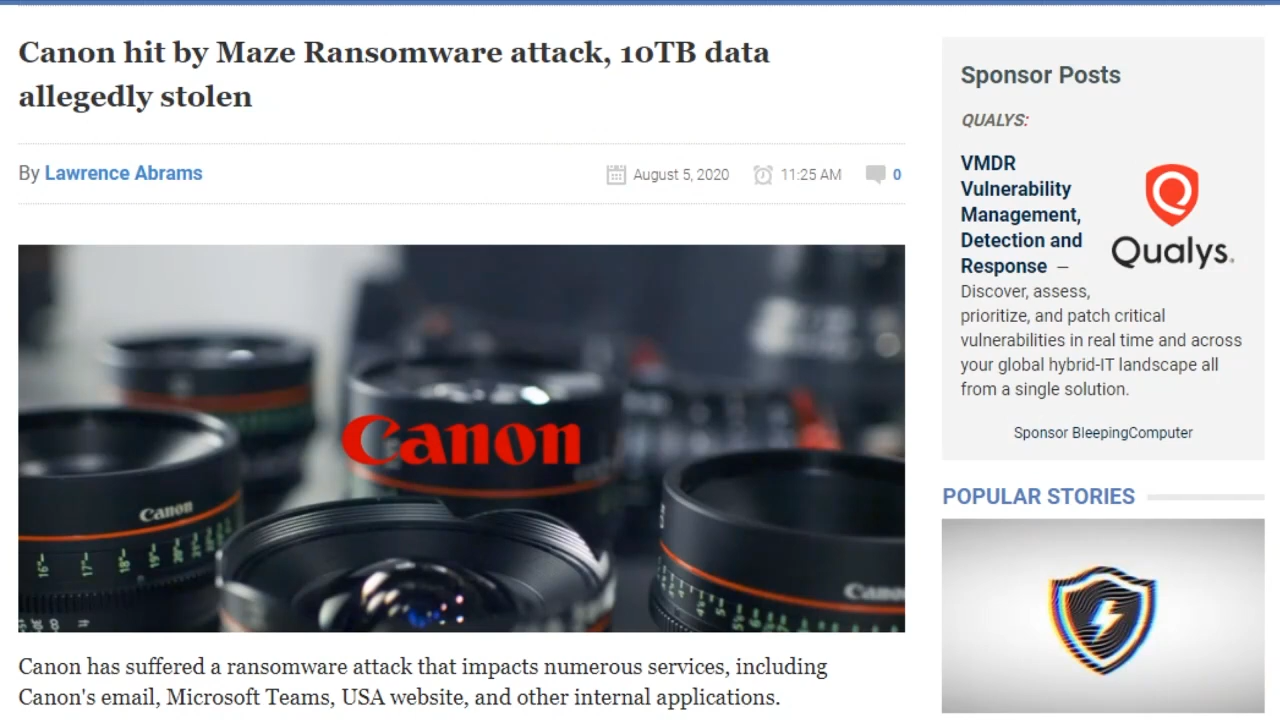 Canon hit by Maze Ransomware attack, 10TB data
allegedly stolen
By Lawrence Abrams
August 5, 2020
11:25 AM
0
Canon
Canon
Canon
16"
17"
18"
19"
Canon has suffered a ransomware attack that impacts numerous services, including
Canon's email, Microsoft Teams, USA website, and other internal applications.
Sponsor Posts
QUALYS:
VMDR
Vulnerability
Management,
Detection and
Response –
Discover, assess,
prioritize, and patch critical
vulnerabilities in real time and across
your global hybrid-IT landscape all
from a single solution.
Qualys.
Sponsor BleepingComputer
POPULAR STORIES